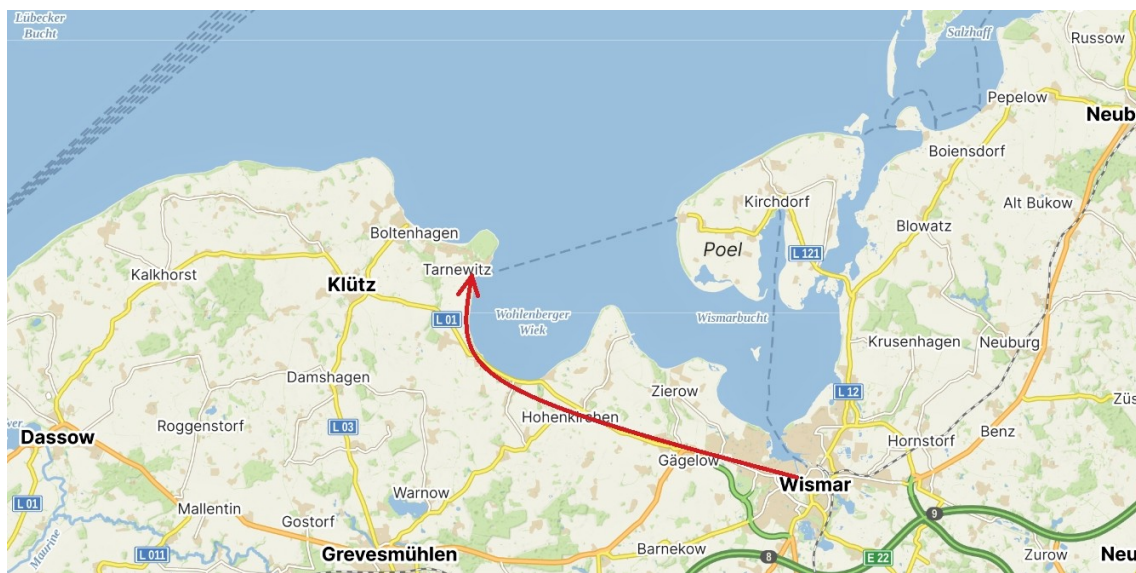 Lübecker
Bucht
Salzhaff
Russow
Pepelow
Neub
Boiensdorf
Kirchdorf
Alt Bukow
Boltenhagen
Poel
L 121
Blowatz
Kalkhorst
Tarnewitz
Klütz
L 01
Wohlenberger
Wiek
Wismarbucht
Krusenhagen
Neuburg
Damshagen
Zierow
L 12
Züs
Roggenstorf
L 03
Hohenkirchen
Dassow
Hornstorf
Benz
Gägelow
Wismar
Warnow
L 01
Mallentin
Gostorf
9
Maurine
L 011
Grevesmühlen
Barnekow
8
E 22
Zurow
Neu